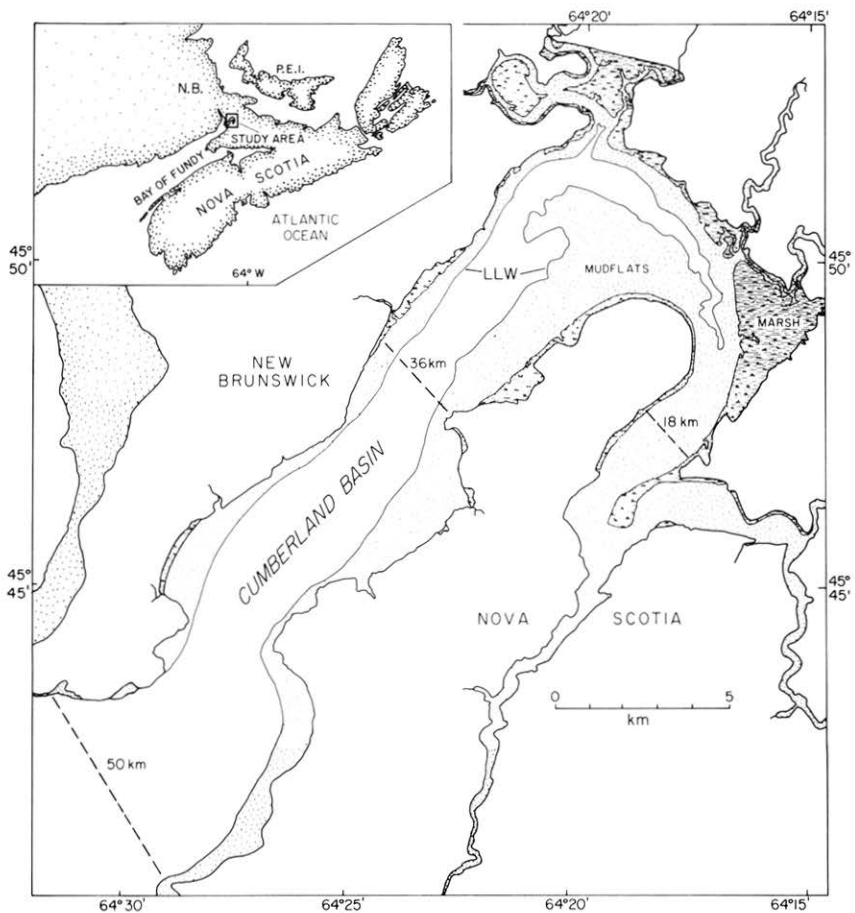 64°20'
64°15'
N.B.
P.E.I.
STUDY AREA
BAY OF FUNDY
NOVA SCOTIA
ATLANTIC
OCEAN
64° W
45°
50'
45°
50'
LLW
MUDFLATS
MARSH
NEW
BRUNSWICK
36 km
18 km
CUMBERLAND BASIN
45°
45'
45°
45'
NOVA SCOTIA
0 5
km
50 km
64°30'
64°25'
64°20'
64°15'